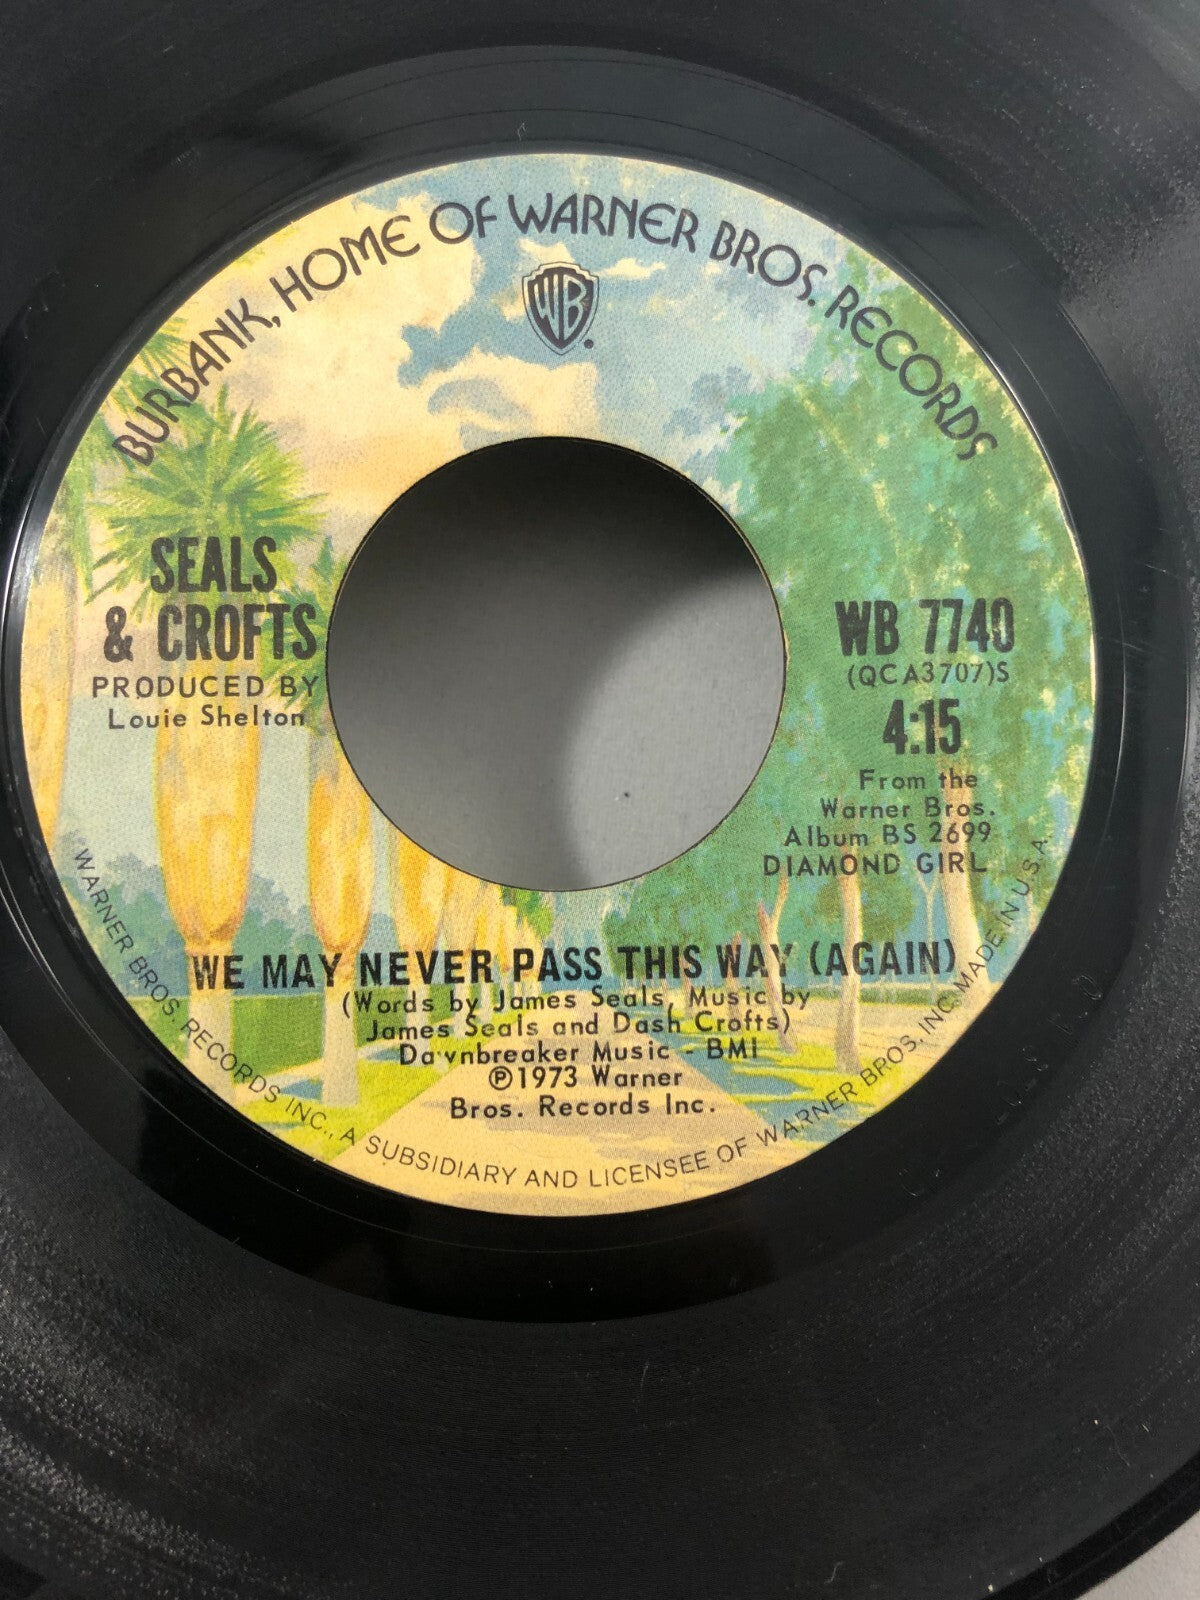 BURBANK, HOME OF WARNER BROS. RECORDS
WB
SEALS
& CROFTS
PRODUCED BY
Louie Shelton
WB 7740
(QCA3707)S
4:15
From the
Warner Bros.
Album BS 2699
DIAMOND GIRL
WE MAY NEVER PASS THIS WAY (AGAIN)
(Words by James Seals, Music by
James Seals and Dash Crofts)
Dawnbreaker Music - BMI
℗1973 Warner
Bros. Records Inc.
WARNER BROS. RECORDS INC., A SUBSIDIARY AND LICENSEE OF WARNER BROS. INC. MADE IN U.S.A.